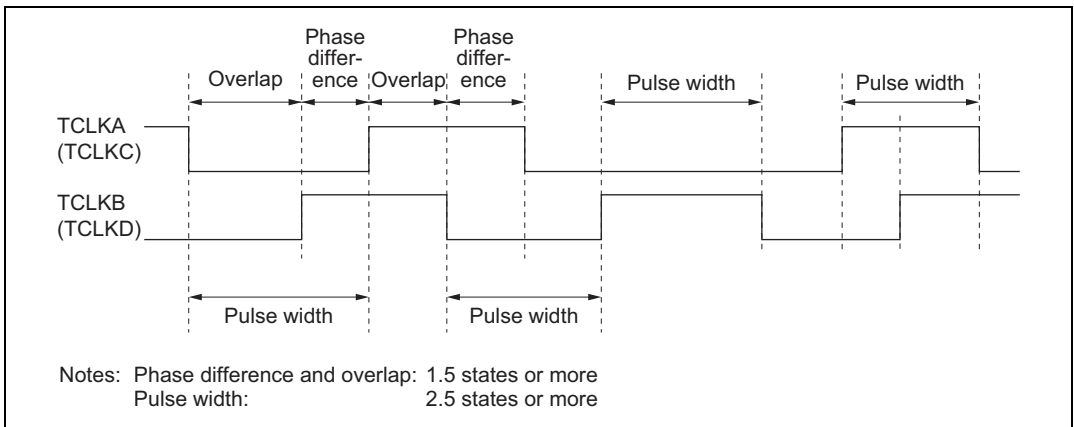 Phase
differ-
ence
Phase
differ-
ence
Overlap
Overlap
Pulse width
Pulse width
TCLKA
(TCLKC)
TCLKB
(TCLKD)
Pulse width
Pulse width
Notes: Phase difference and overlap: 1.5 states or more
Pulse width: 2.5 states or more